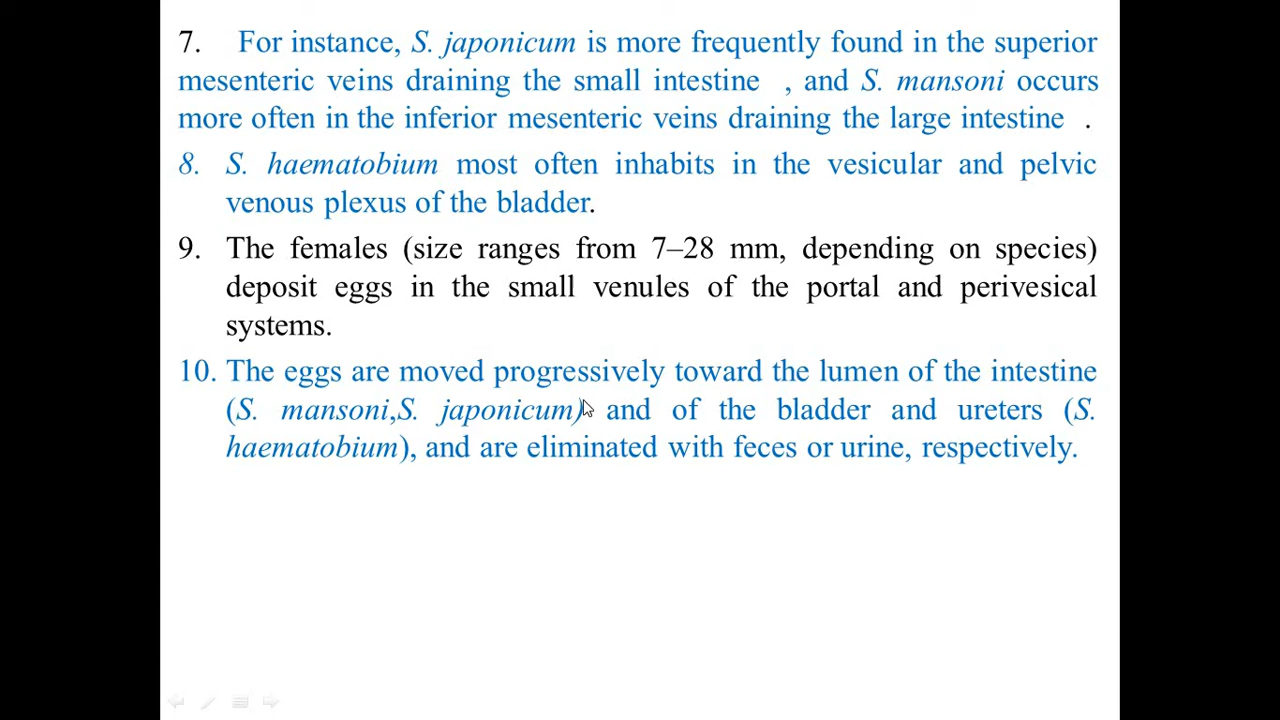 7. For instance, S. japonicum is more frequently found in the superior
mesenteric veins draining the small intestine , and S. mansoni occurs
more often in the inferior mesenteric veins draining the large intestine .
8. S. haematobium most often inhabits in the vesicular and pelvic
venous plexus of the bladder.
9. The females (size ranges from 7–28 mm, depending on species)
deposit eggs in the small venules of the portal and perivesical
systems.
10. The eggs are moved progressively toward the lumen of the intestine
(S. mansoni,S. japonicum) and of the bladder and ureters (S.
haematobium), and are eliminated with feces or urine, respectively.